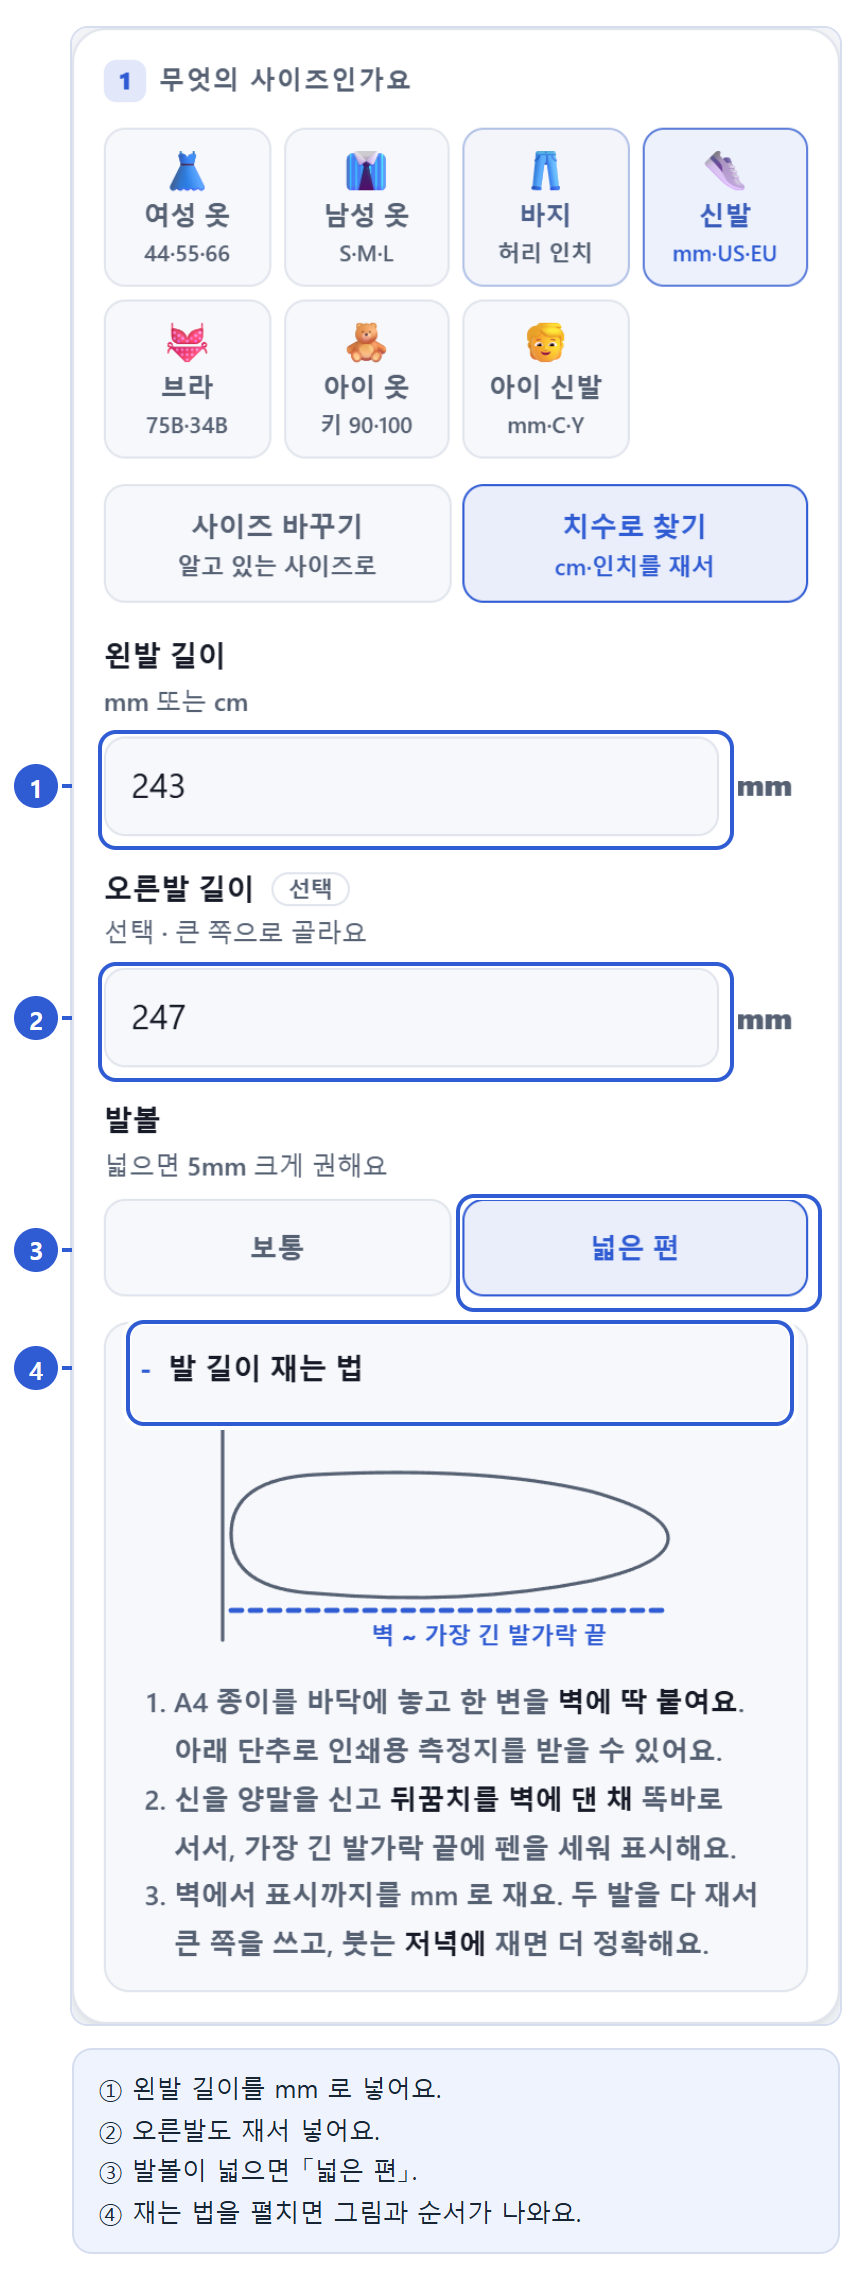 1 무엇의 사이즈인가요
여성 옷
44·55·66
남성 옷
S·M·L
바지
허리 인치
신발
mm·US·EU
브라
75B·34B
아이 옷
키 90·100
아이 신발
mm·C·Y
사이즈 바꾸기
알고 있는 사이즈로
치수로 찾기
cm·인치를 재서
왼발 길이
mm 또는 cm
1
243 mm
오른발 길이 선택
선택 · 큰 쪽으로 골라요
2
247 mm
발볼
넓으면 5mm 크게 권해요
3
보통
넓은 편
4
- 발 길이 재는 법
벽 ~ 가장 긴 발가락 끝
1. A4 종이를 바닥에 놓고 한 변을 벽에 딱 붙여요.
아래 단추로 인쇄용 측정지를 받을 수 있어요.
2. 신을 양말을 신고 뒤꿈치를 벽에 댄 채 똑바로
서서, 가장 긴 발가락 끝에 펜을 세워 표시해요.
3. 벽에서 표시까지를 mm 로 재요. 두 발을 다 재서
큰 쪽을 쓰고, 붓는 저녁에 재면 더 정확해요.
① 왼발 길이를 mm 로 넣어요.
② 오른발도 재서 넣어요.
③ 발볼이 넓으면 「넓은 편」.
④ 재는 법을 펼치면 그림과 순서가 나와요.